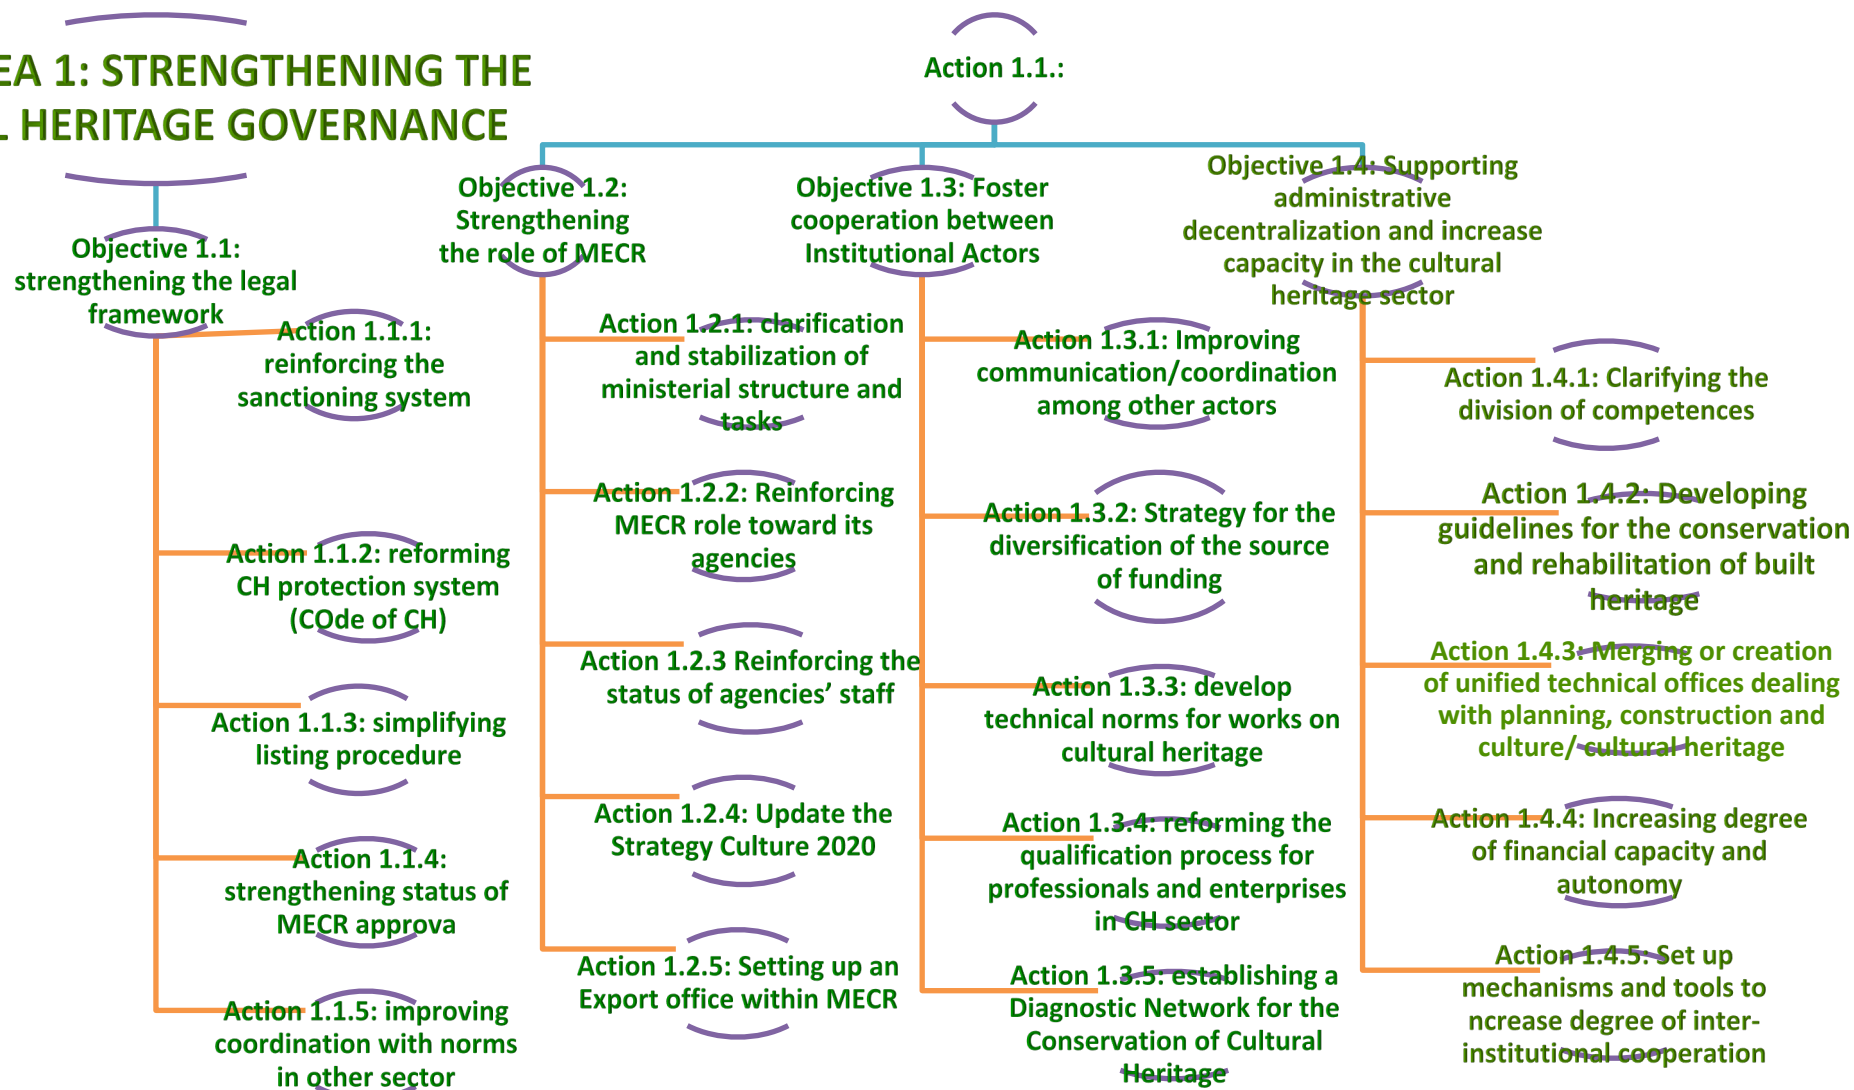 EA 1: STRENGTHENING THE
L HERITAGE GOVERNANCE
Objective 1.1:
strengthening the legal
framework
Action 1.1.1:
reinforcing the
sanctioning system
Action 1.1.2: reforming
CH protection system
(COde of CH)
Action 1.1.3: simplifying
listing procedure
Action 1.1.4:
strengthening status of
MECR approva
Action 1.1.5: improving
coordination with norms
in other sector
Action 1.1.:
Objective 1.2:
Strengthening
the role of MECR
Action 1.2.1: clarification
and stabilization of
ministerial structure and
tasks
Action 1.2.2: Reinforcing
MECR role toward its
agencies
Action 1.2.3 Reinforcing the
status of agencies’ staff
Action 1.2.4: Update the
Strategy Culture 2020
Action 1.2.5: Setting up an
Export office within MECR
Objective 1.3: Foster
cooperation between
Institutional Actors
Action 1.3.1: Improving
communication/coordination
among other actors
Action 1.3.2: Strategy for the
diversification of the source
of funding
Action 1.3.3: develop
technical norms for works on
cultural heritage
Action 1.3.4: reforming the
qualification process for
professionals and enterprises
in CH sector
Action 1.3.5: establishing a
Diagnostic Network for the
Conservation of Cultural
Heritage
Objective 1.4: Supporting
administrative
decentralization and increase
capacity in the cultural
heritage sector
Action 1.4.1: Clarifying the
division of competences
Action 1.4.2: Developing
guidelines for the conservation
and rehabilitation of built
heritage
Action 1.4.3: Merging or creation
of unified technical offices dealing
with planning, construction and
culture/ cultural heritage
Action 1.4.4: Increasing degree
of financial capacity and
autonomy
Action 1.4.5: Set up
mechanisms and tools to
ncrease degree of inter-
institutional cooperation